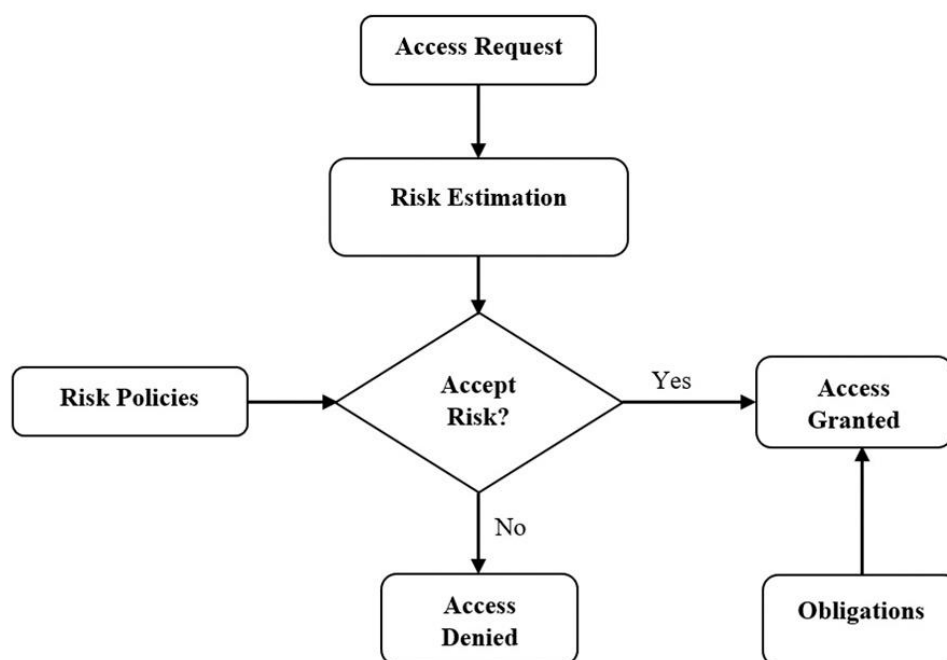 Access Request
Risk Estimation
Risk Policies
Accept
Risk?
Yes
Access
Granted
No
Access
Denied
Obligations